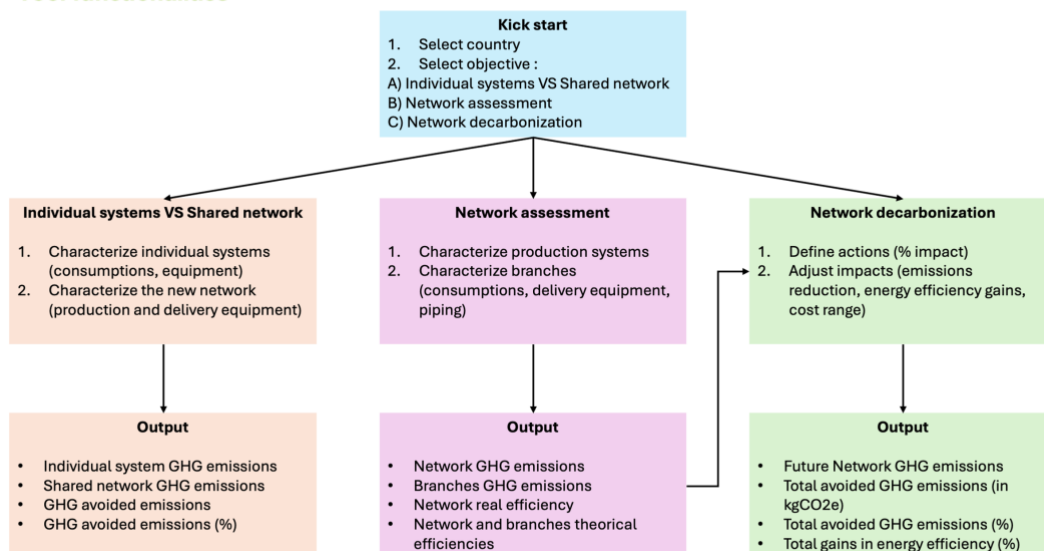 Kick start
1. Select country
2. Select objective :
A) Individual systems VS Shared network
B) Network assessment
C) Network decarbonization
Individual systems VS Shared network
1. Characterize individual systems
(consumptions, equipment)
2. Characterize the new network
(production and delivery equipment)
Network assessment
1. Characterize production systems
2. Characterize branches
(consumptions, delivery equipment,
piping)
Network decarbonization
1. Define actions (% impact)
2. Adjust impacts (emissions
reduction, energy efficiency gains,
cost range)
Output
• Individual system GHG emissions
• Shared network GHG emissions
• GHG avoided emissions
• GHG avoided emissions (%)
Output
• Network GHG emissions
• Branches GHG emissions
• Network real efficiency
• Network and branches theorical
efficiencies
Output
• Future Network GHG emissions
• Total avoided GHG emissions (in
kgCO2e)
• Total avoided GHG emissions (%)
• Total gains in energy efficiency (%)